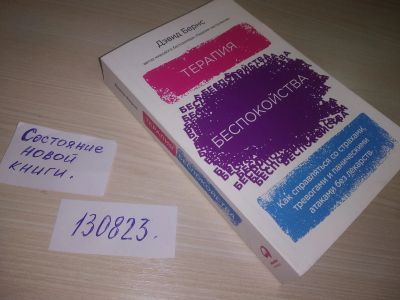 Дэвид Бернс
ТЕРАПИЯ
БЕСПОКОЙСТВА
Как справляться со страхами,
тревогами и паническими
атаками без лекарств
ТЕРАПИЯ
БЕСПОКОЙСТВА
Состояние
новой
книги.
130823.